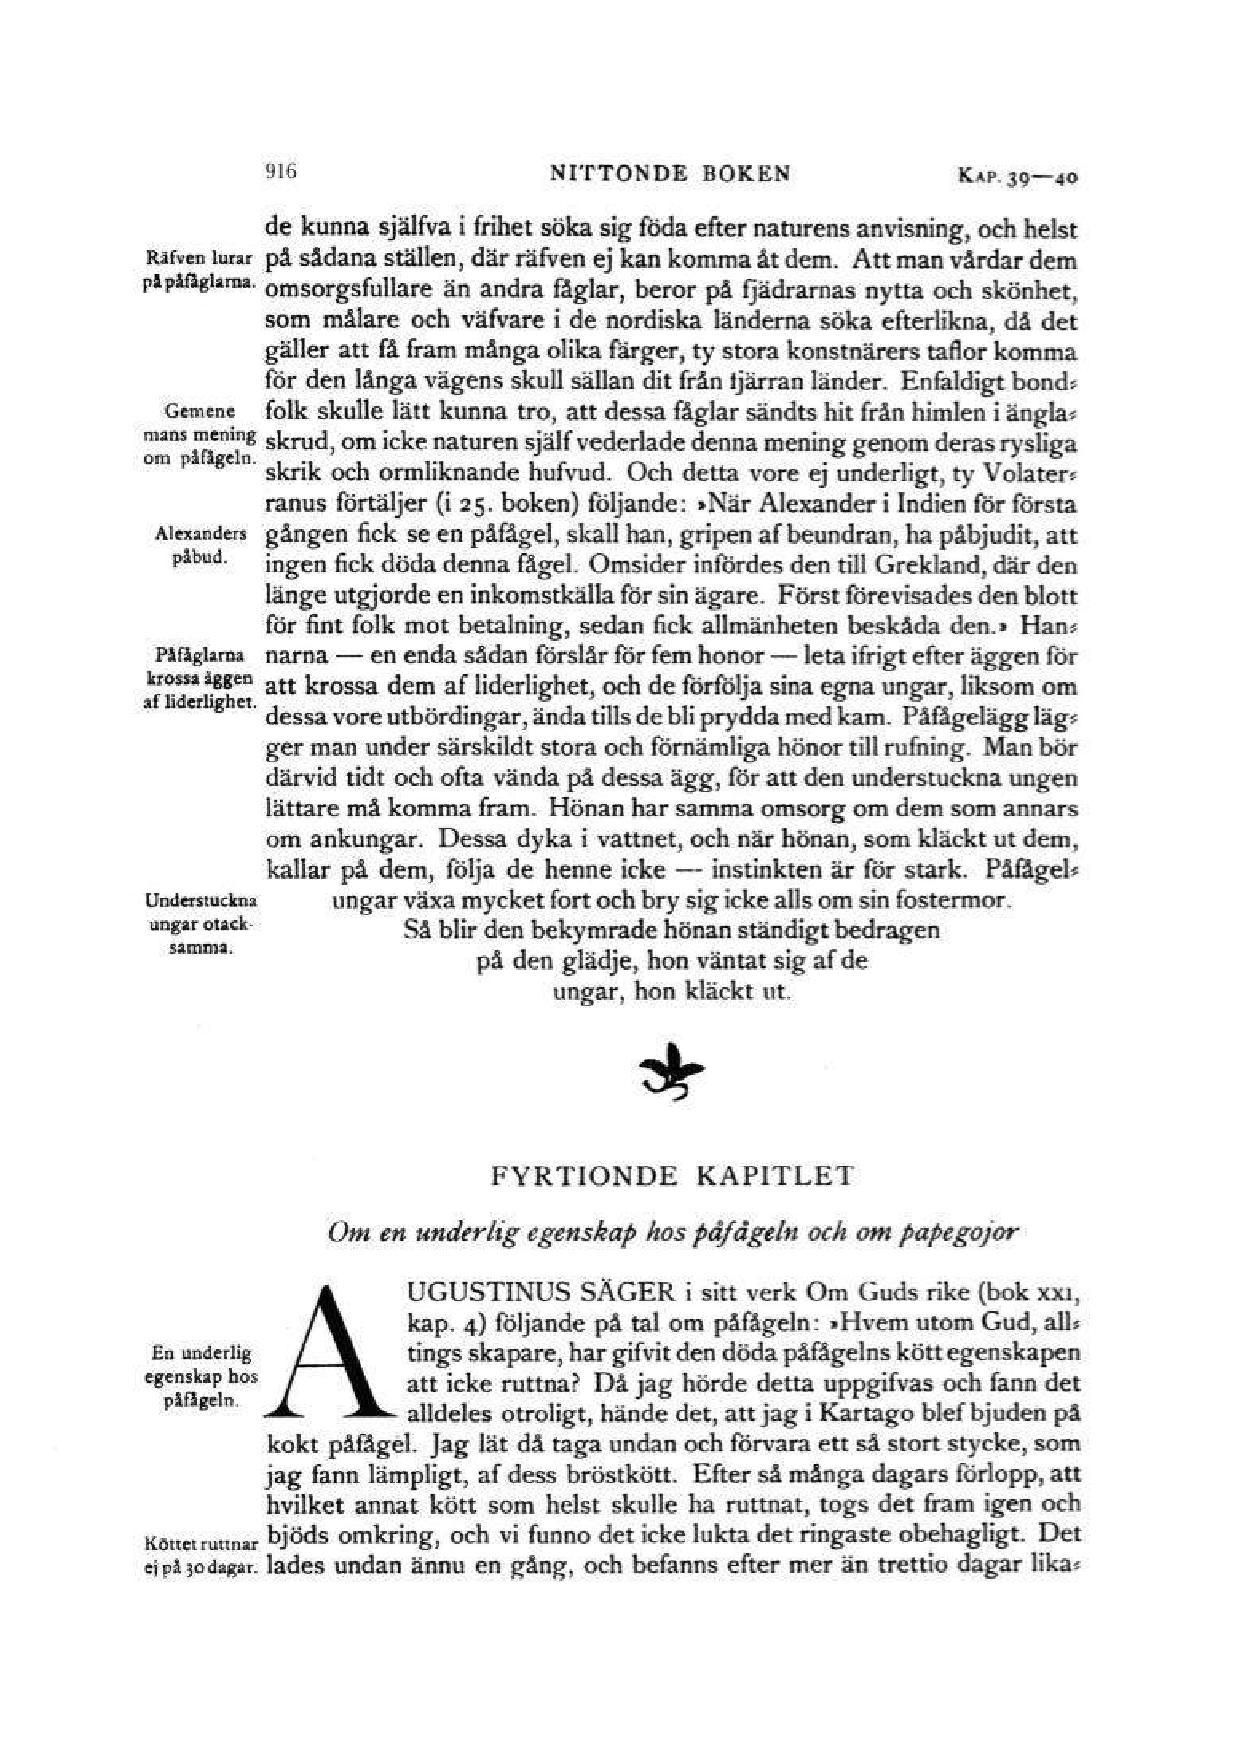 916 NITTONDE BOKEN KAP. 39—40
de kunna själfva i frihet söka sig föda efter naturens anvisning, och helst
Räfven lurar på sådana ställen, där räfven ej kan komma åt dem. Att man vårdar dem
på påfåglarna. omsorgsfullare än andra fåglar, beror på fjädrarnas nytta och skönhet,
som målare och väfvare i de nordiska länderna söka efterlikna, då det
gäller att få fram många olika färger, ty stora konstnärers taflor komma
för den långa vägens skull sällan dit från fjärran länder. Enfaldigt bond-
Gemene folk skulle lätt kunna tro, att dessa fåglar sändts hit från himlen i ängla-
mans mening skrud, om icke naturen själf vederlade denna mening genom deras rysliga
om påfågeln. skrik och ormliknande hufvud. Och detta vore ej underligt, ty Volater-
ranus förtäljer (i 25. boken) följande: »När Alexander i Indien för första
Alexanders gången fick se en påfågel, skall han, gripen af beundran, ha påbjudit, att
påbud. ingen fick döda denna fågel. Omsider infördes den till Grekland, där den
länge utgjorde en inkomstkälla för sin ägare. Först förevisades den blott
för fint folk mot betalning, sedan fick allmänheten beskåda den.» Han-
Påfåglarna narna — en enda sådan förslår för fem honor — leta ifrigt efter äggen för
krossa äggen att krossa dem af liderlighet, och de förfölja sina egna ungar, liksom om
af liderlighet. dessa vore utbördingar, ända tills de bli prydda med kam. Påfågelägg läg-
ger man under särskildt stora och förnämliga hönor till rufning. Man bör
därvid tidt och ofta vända på dessa ägg, för att den understuckna ungen
lättare må komma fram. Hönan har samma omsorg om dem som annars
om ankungar. Dessa dyka i vattnet, och när hönan, som kläckt ut dem,
kallar på dem, följa de henne icke — instinkten är för stark. Påfågel-
Understuckna ungar växa mycket fort och bry sig icke alls om sin fostermor.
ungar otack- Så blir den bekymrade hönan ständigt bedragen
samma. på den glädje, hon väntat sig af de
ungar, hon kläckt ut.
FYRTIONDE KAPITLET
Om en underlig egenskap hos påfågeln och om papegojor
AUGUSTINUS SÄGER i sitt verk Om Guds rike (bok XXI,
kap. 4) följande på tal om påfågeln: »Hvem utom Gud, all-
En underlig tings skapare, har gifvit den döda påfågelns kött egenskapen
egenskap hos att icke ruttna? Då jag hörde detta uppgifvas och fann det
påfågeln. alldeles otroligt, hände det, att jag i Kartago blef bjuden på
kokt påfågel. Jag lät då taga undan och förvara ett så stort stycke, som
jag fann lämpligt, af dess bröstkött. Efter så många dagars förlopp, att
hvilket annat kött som helst skulle ha ruttnat, togs det fram igen och
Köttet ruttnar bjöds omkring, och vi funno det icke lukta det ringaste obehagligt. Det
ej på 30 dagar. lades undan ännu en gång, och befanns efter mer än trettio dagar lika-